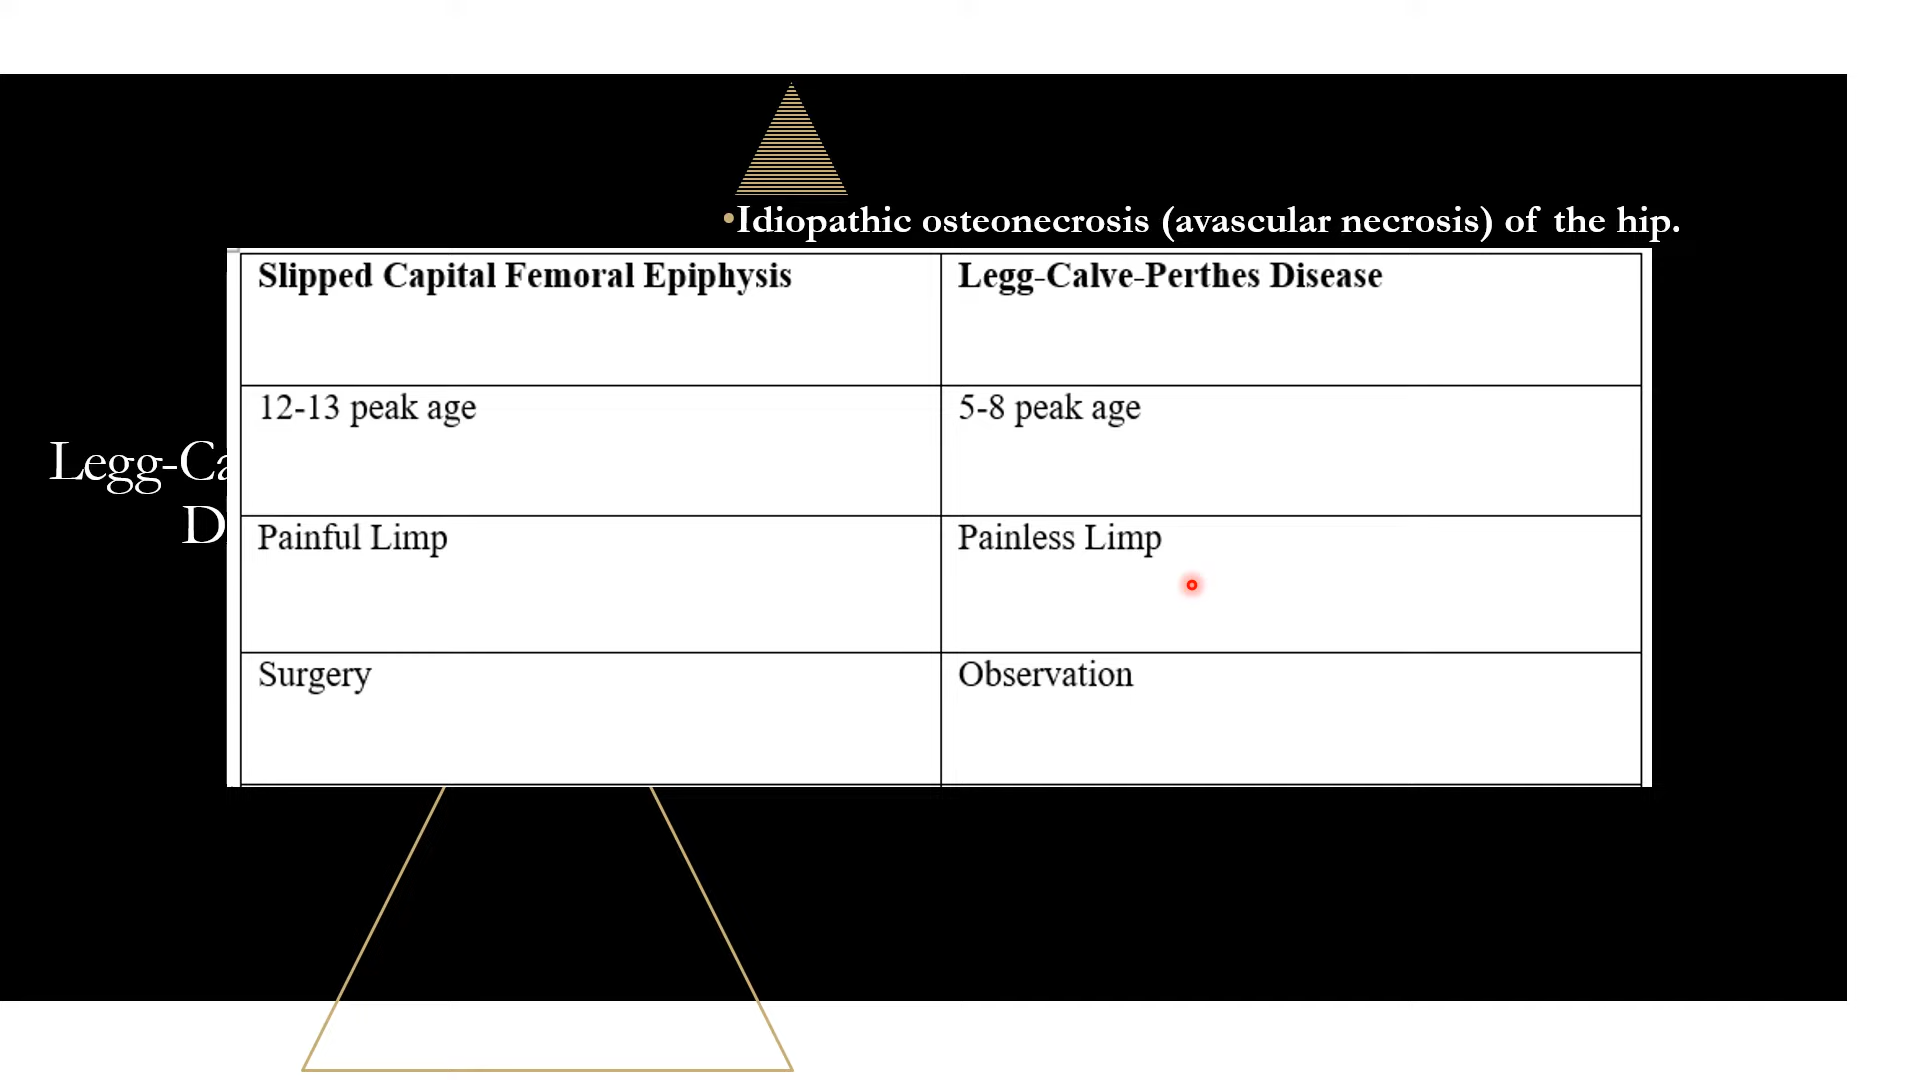 •Idiopathic osteonecrosis (avascular necrosis) of the hip.
Slipped Capital Femoral Epiphysis
Legg-Calve-Perthes Disease
12-13 peak age
5-8 peak age
Painful Limp
Painless Limp
Surgery
Observation